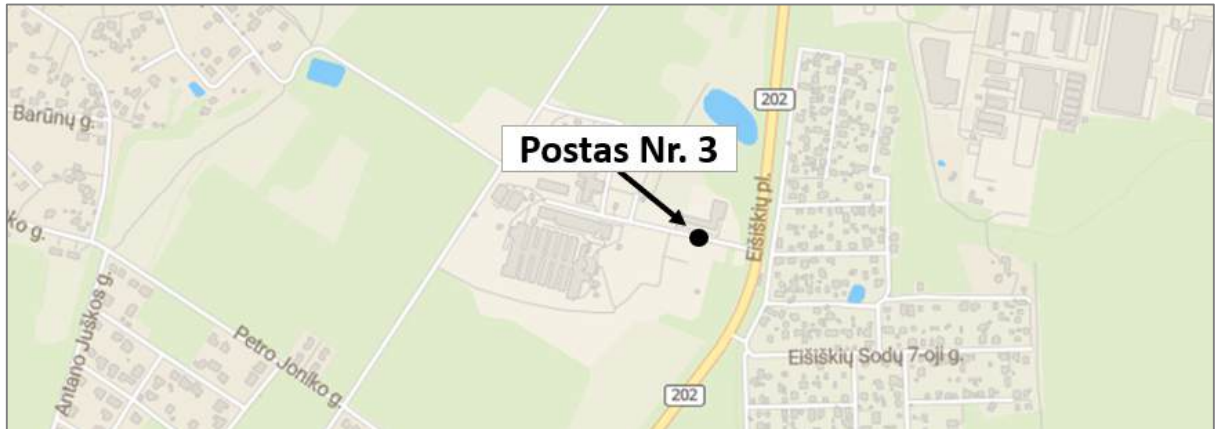 202
Barūnų g.
Postas Nr. 3
Eišiškių pl.
ko g.
Antano Juškos g.
Petro Joniko g.
Eišiškių Sodų 7-oji g.
202